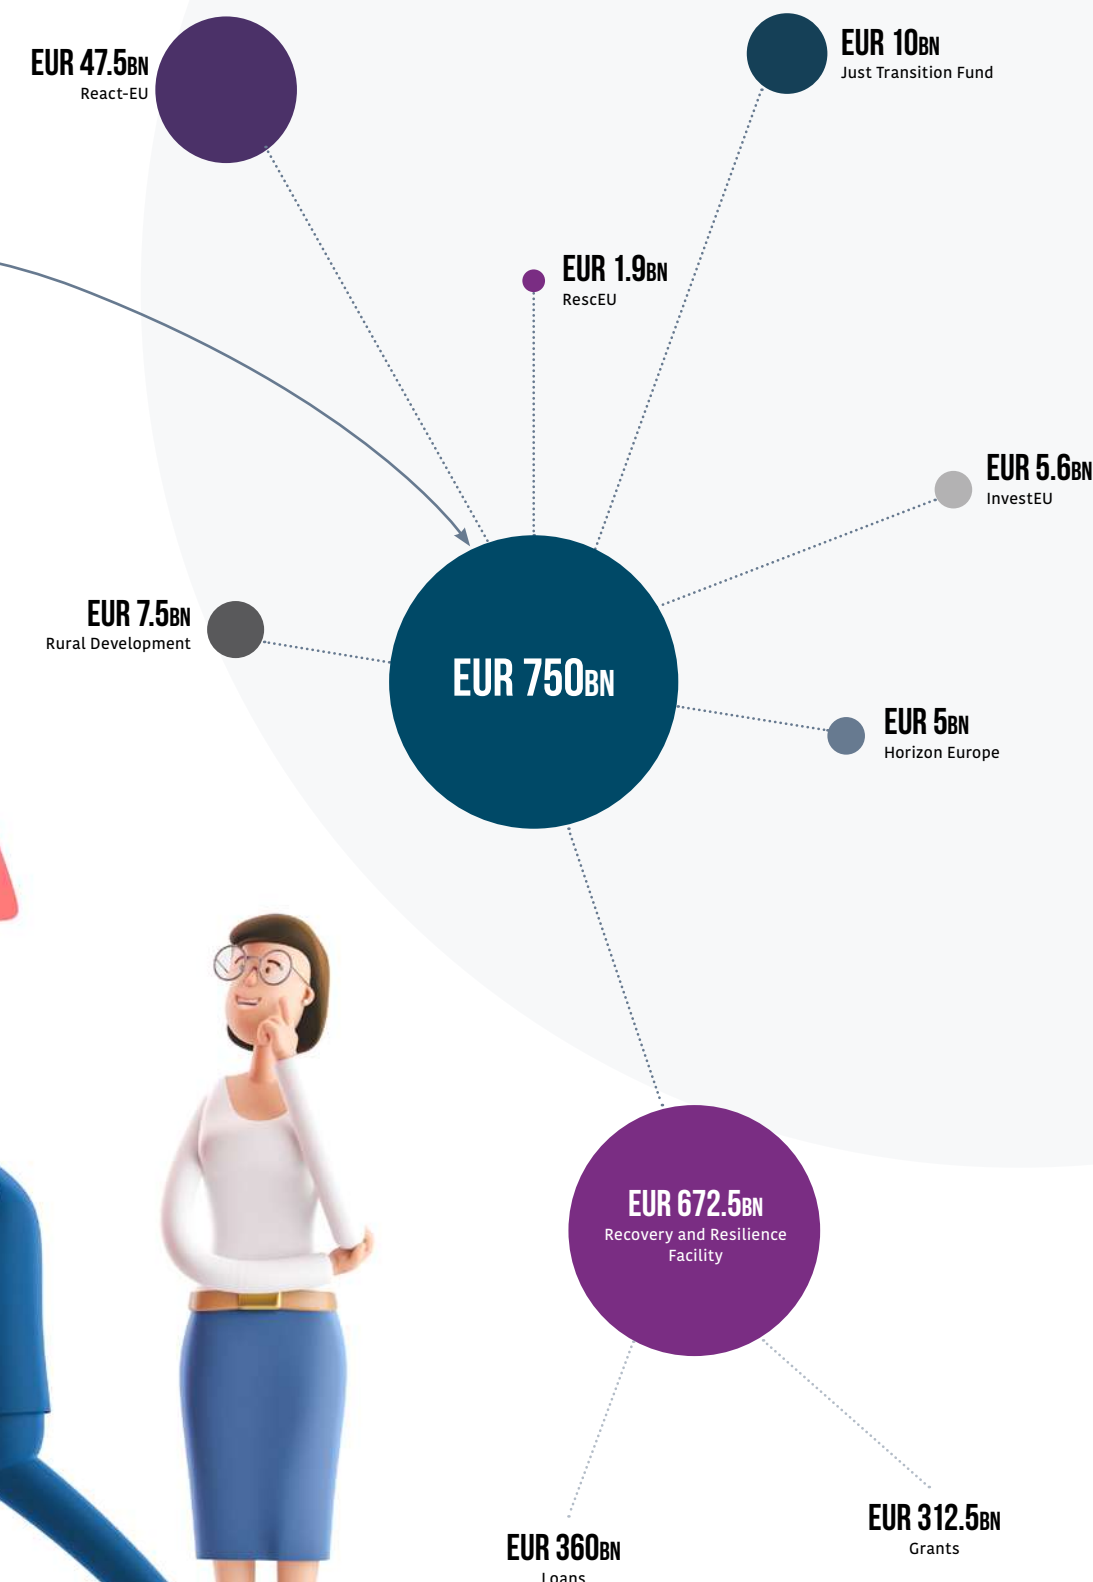 EUR 47.5BN
React-EU
EUR 10BN
Just Transition Fund
EUR 1.9BN
RescEU
EUR 5.6BN
InvestEU
EUR 7.5BN
Rural Development
EUR 750BN
EUR 5BN
Horizon Europe
EUR 672.5BN
Recovery and Resilience
Facility
EUR 360BN
Loans
EUR 312.5BN
Grants